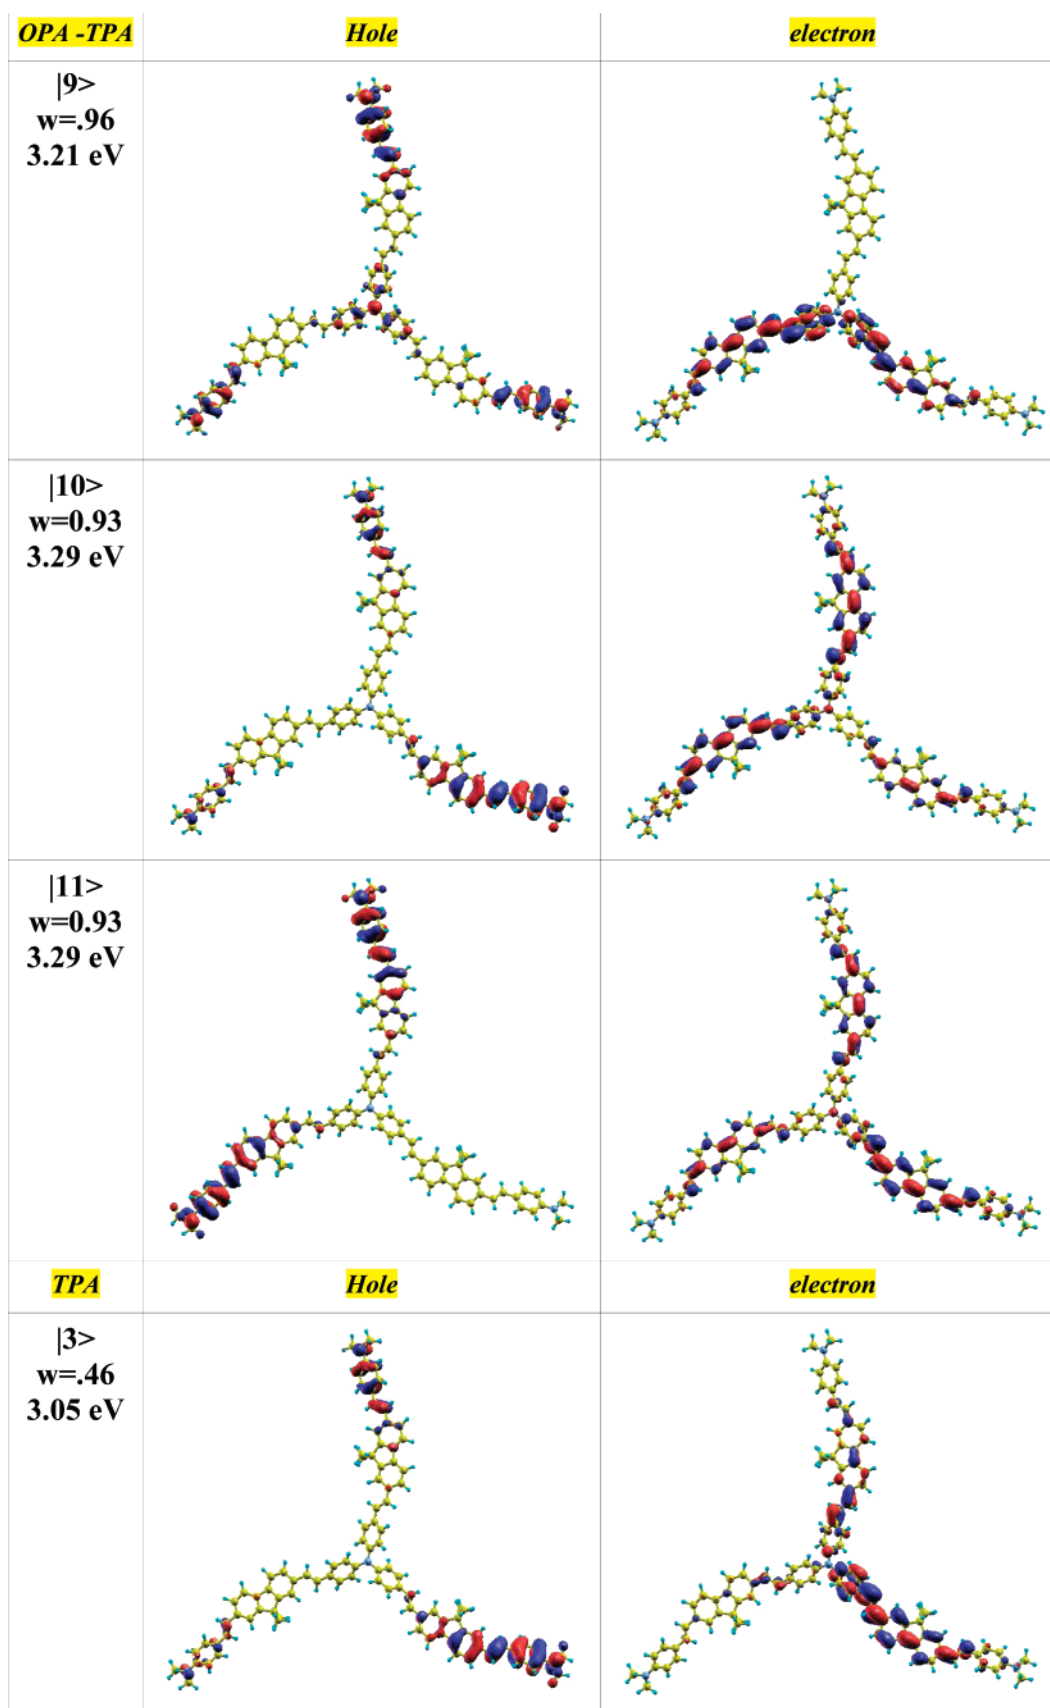 OPA -TPA
Hole
electron
|9>
w=.96
3.21 eV
|10>
w=0.93
3.29 eV
|11>
w=0.93
3.29 eV
TPA
Hole
electron
|3>
w=.46
3.05 eV